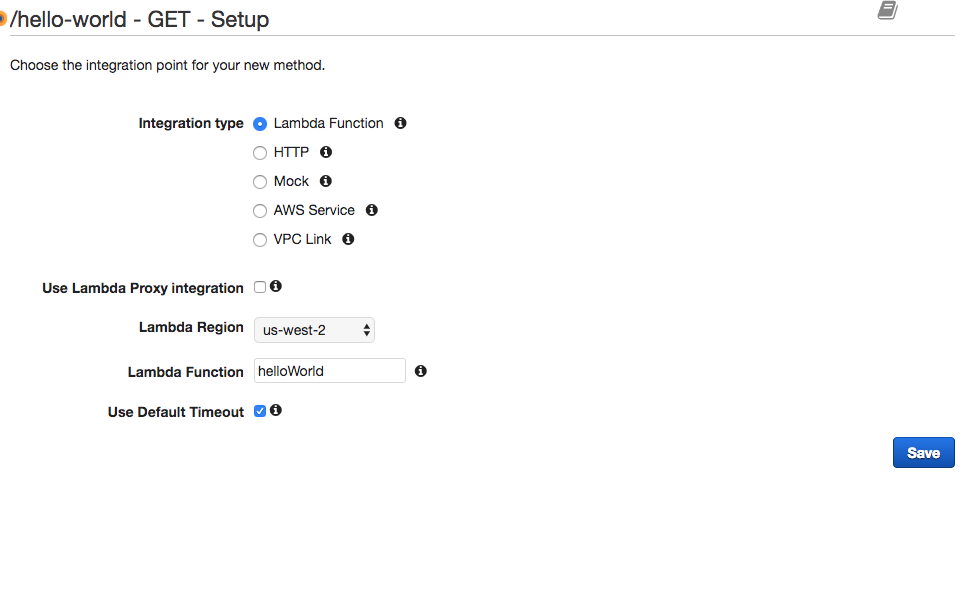 /hello-world - GET - Setup
Choose the integration point for your new method.
Integration type Lambda Function
HTTP
Mock
AWS Service
VPC Link
Use Lambda Proxy integration
Lambda Region us-west-2
Lambda Function helloWorld
Use Default Timeout
Save